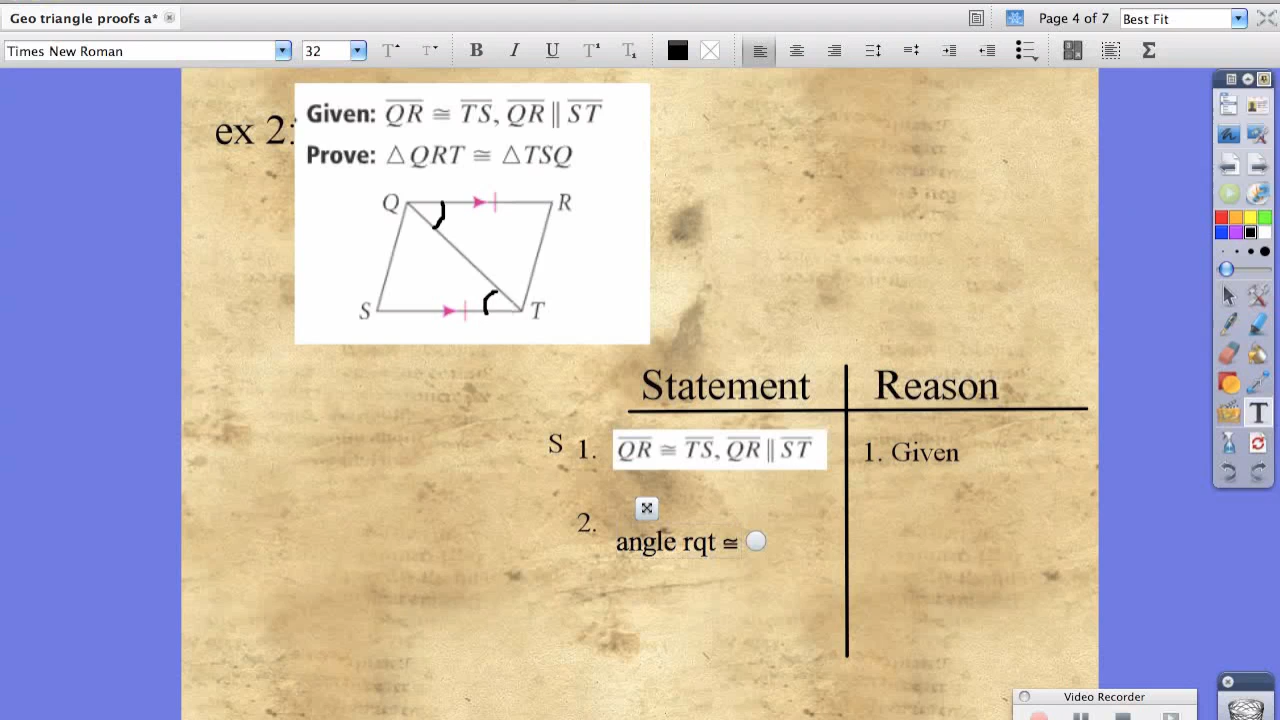 Geo triangle proofs a*
Page 4 of 7
Best Fit
Times New Roman
32
B I U T T Σ
ex 2:
Given: QR ≅ TS, QR ∥ ST
Prove: △QRT ≅ △TSQ
Q
R
S
T
Statement
Reason
S 1. QR ≅ TS, QR ∥ ST
1. Given
2. angle rqt ≅
T
Video Recorder